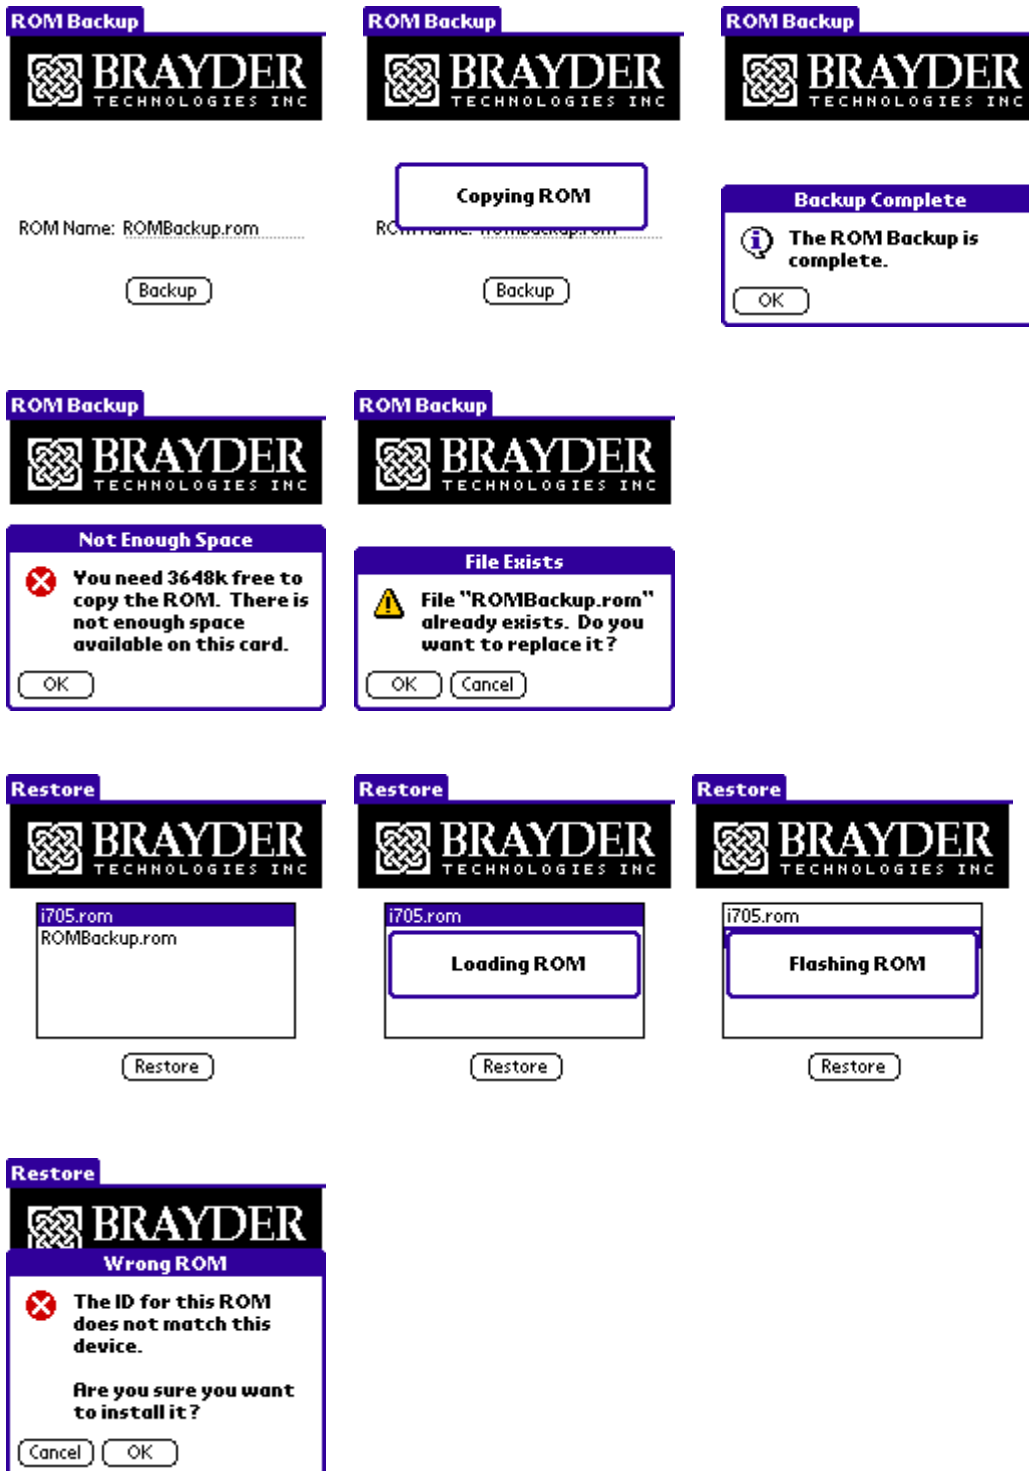 ROM Backup
BRAYDER
TECHNOLOGIES INC
ROM Name: ROMBackup.rom
Backup
ROM Backup
BRAYDER
TECHNOLOGIES INC
Copying ROM
ROM Name: ROMBackup.rom
Backup
ROM Backup
BRAYDER
TECHNOLOGIES INC
Backup Complete
The ROM Backup is
complete.
OK
ROM Backup
BRAYDER
TECHNOLOGIES INC
Not Enough Space
You need 3648k free to
copy the ROM. There is
not enough space
available on this card.
OK
ROM Backup
BRAYDER
TECHNOLOGIES INC
File Exists
File "ROMBackup.rom"
already exists. Do you
want to replace it?
OK Cancel
Restore
BRAYDER
TECHNOLOGIES INC
i705.rom
ROMBackup.rom
Restore
Restore
BRAYDER
TECHNOLOGIES INC
i705.rom
Loading ROM
Restore
Restore
BRAYDER
TECHNOLOGIES INC
i705.rom
Flashing ROM
Restore
Restore
BRAYDER
Wrong ROM
The ID for this ROM
does not match this
device.
Are you sure you want
to install it?
Cancel OK